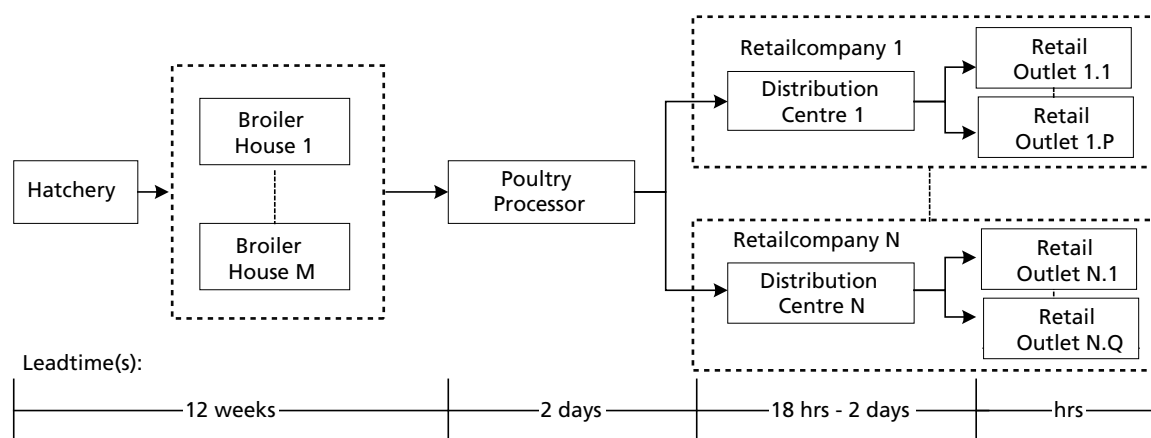 Retailcompany 1
Distribution
Centre 1
Retail
Outlet 1.1
Retail
Outlet 1.P
Hatchery
Broiler
House 1
Broiler
House M
Poultry
Processor
Retailcompany N
Distribution
Centre N
Retail
Outlet N.1
Retail
Outlet N.Q
Leadtime(s):
12 weeks
2 days
18 hrs - 2 days
hrs